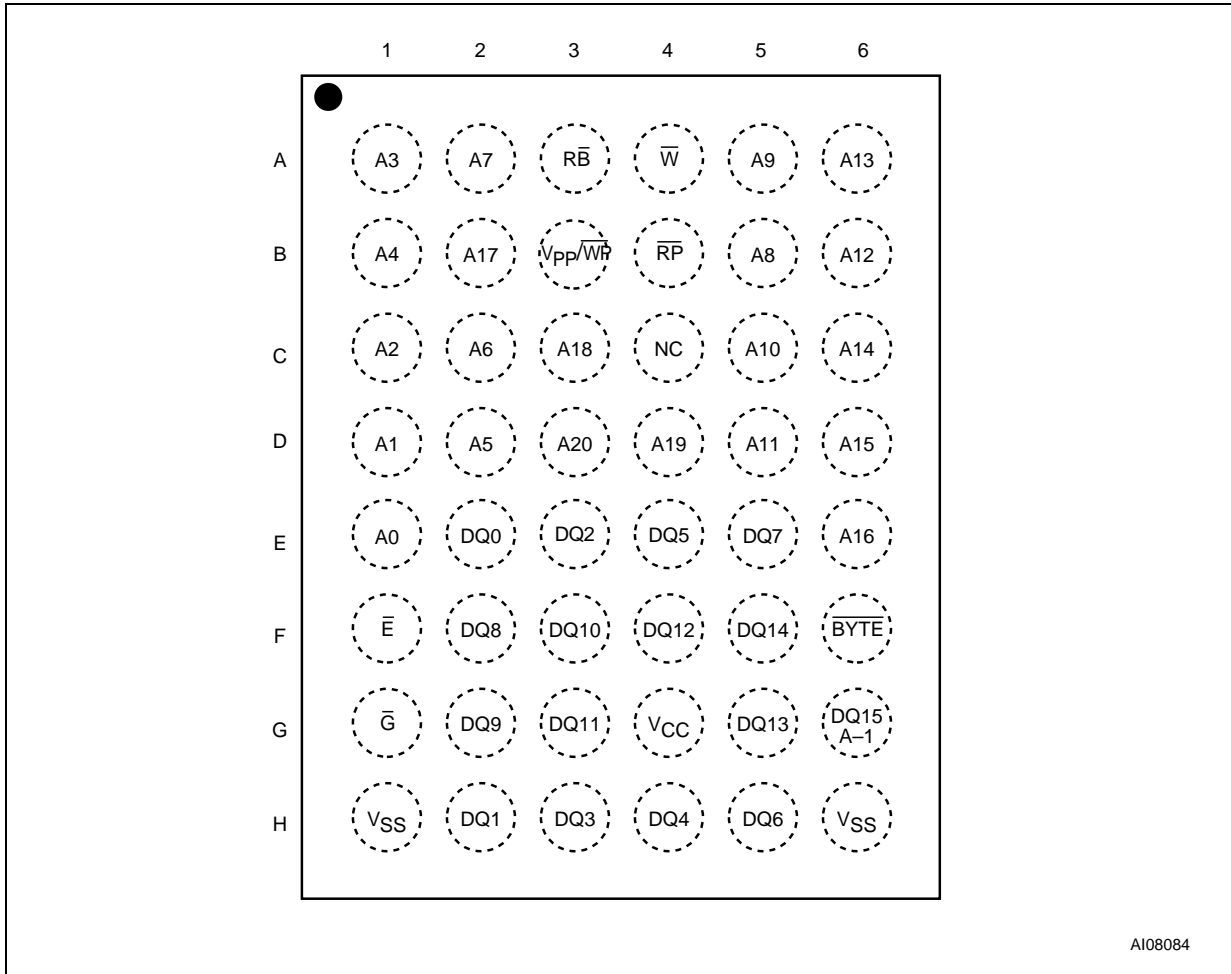 1 2 3 4 5 6
A A3 A7 RB̅ W̅ A9 A13
B A4 A17 VPP/W̅P̅ R̅P̅ A8 A12
C A2 A6 A18 NC A10 A14
D A1 A5 A20 A19 A11 A15
E A0 DQ0 DQ2 DQ5 DQ7 A16
F E̅ DQ8 DQ10 DQ12 DQ14 B̅Y̅T̅E̅
G G̅ DQ9 DQ11 VCC DQ13 DQ15 A–1
H VSS DQ1 DQ3 DQ4 DQ6 VSS
AI08084